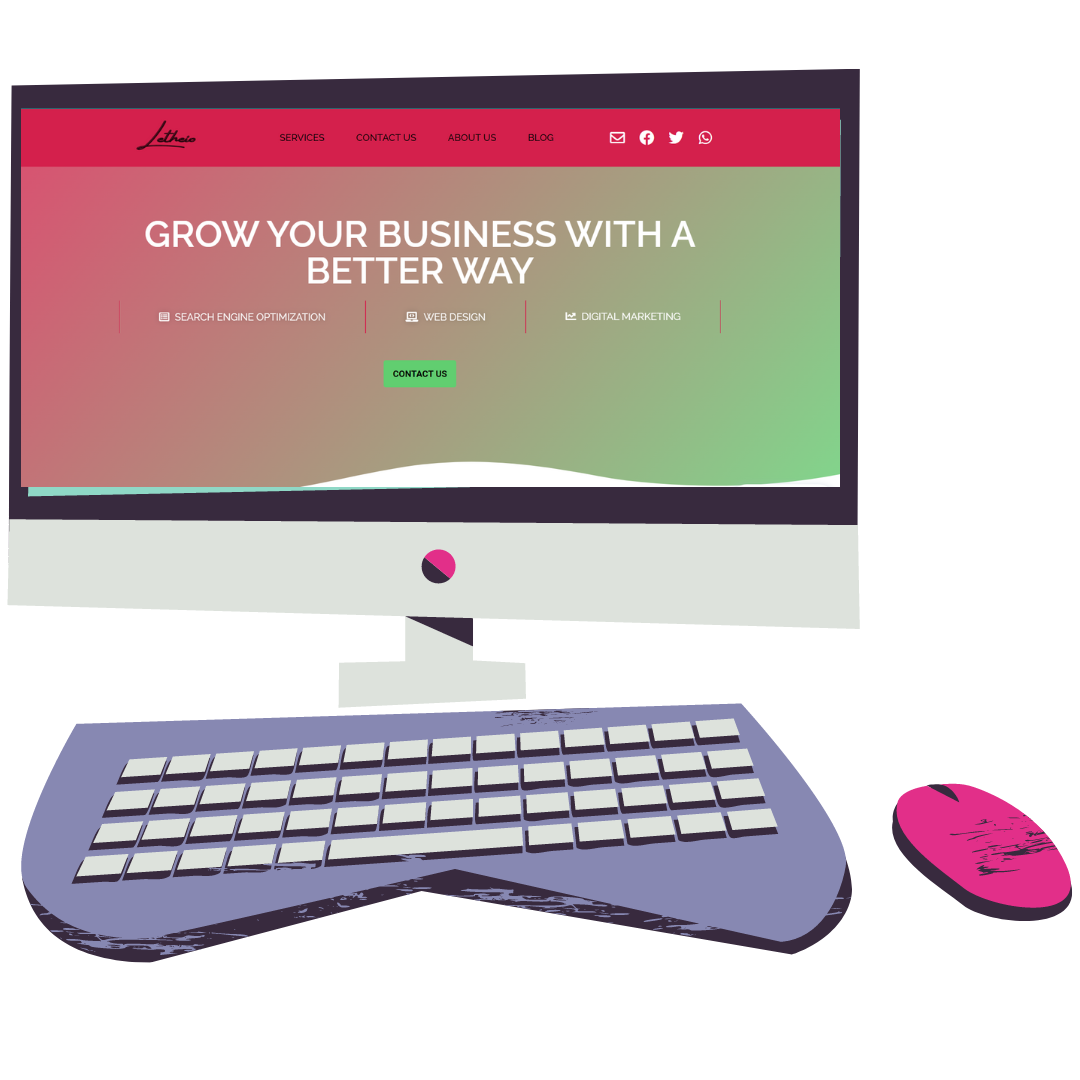 Letheio
SERVICES CONTACT US ABOUT US BLOG
GROW YOUR BUSINESS WITH A
BETTER WAY
SEARCH ENGINE OPTIMIZATION WEB DESIGN DIGITAL MARKETING
CONTACT US